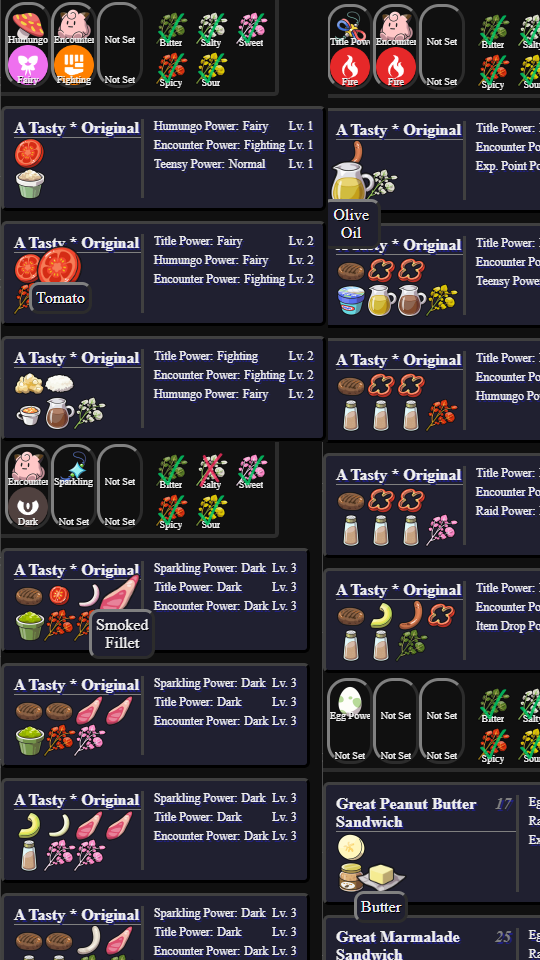 Humungo
Encounter
Not Set
Bitter
Salty
Sweet
Fairy
Fighting
Not Set
Spicy
Sour
A Tasty * Original
Humungo Power: Fairy Lv. 1
Encounter Power: Fighting Lv. 1
Teensy Power: Normal Lv. 1
A Tasty * Original
Title Power: Fairy Lv. 2
Humungo Power: Fairy Lv. 2
Encounter Power: Fighting Lv. 2
Tomato
A Tasty * Original
Title Power: Fighting Lv. 2
Encounter Power: Fighting Lv. 2
Humungo Power: Fairy Lv. 2
Encounter
Sparkling
Not Set
Bitter
Salty
Sweet
Dark
Not Set
Not Set
Spicy
Sour
A Tasty * Original
Sparkling Power: Dark Lv. 3
Title Power: Dark Lv. 3
Encounter Power: Dark Lv. 3
Smoked
Fillet
A Tasty * Original
Sparkling Power: Dark Lv. 3
Title Power: Dark Lv. 3
Encounter Power: Dark Lv. 3
A Tasty * Original
Sparkling Power: Dark Lv. 3
Title Power: Dark Lv. 3
Encounter Power: Dark Lv. 3
A Tasty * Original
Sparkling Power: Dark Lv. 3
Title Power: Dark Lv. 3
Encounter Power: Dark Lv. 3
Title Pow
Encounter
Not Set
Bitter
Salty
Fire
Fire
Not Set
Spicy
Sour
A Tasty * Original
Title Power:
Encounter Po
Exp. Point Po
Olive
Oil
A Tasty * Original
Title Power:
Encounter Po
Teensy Powe
A Tasty * Original
Title Power:
Encounter Po
Humungo Po
A Tasty * Original
Title Power:
Encounter Po
Raid Power:
A Tasty * Original
Title Power:
Encounter Po
Item Drop Po
Egg Powe
Not Set
Not Set
Bitter
Salty
Not Set
Not Set
Not Set
Spicy
Sour
Great Peanut Butter 17
Sandwich
Eg
Ra
Ex
Butter
Great Marmalade 25
Sandwich
Eg
Ra